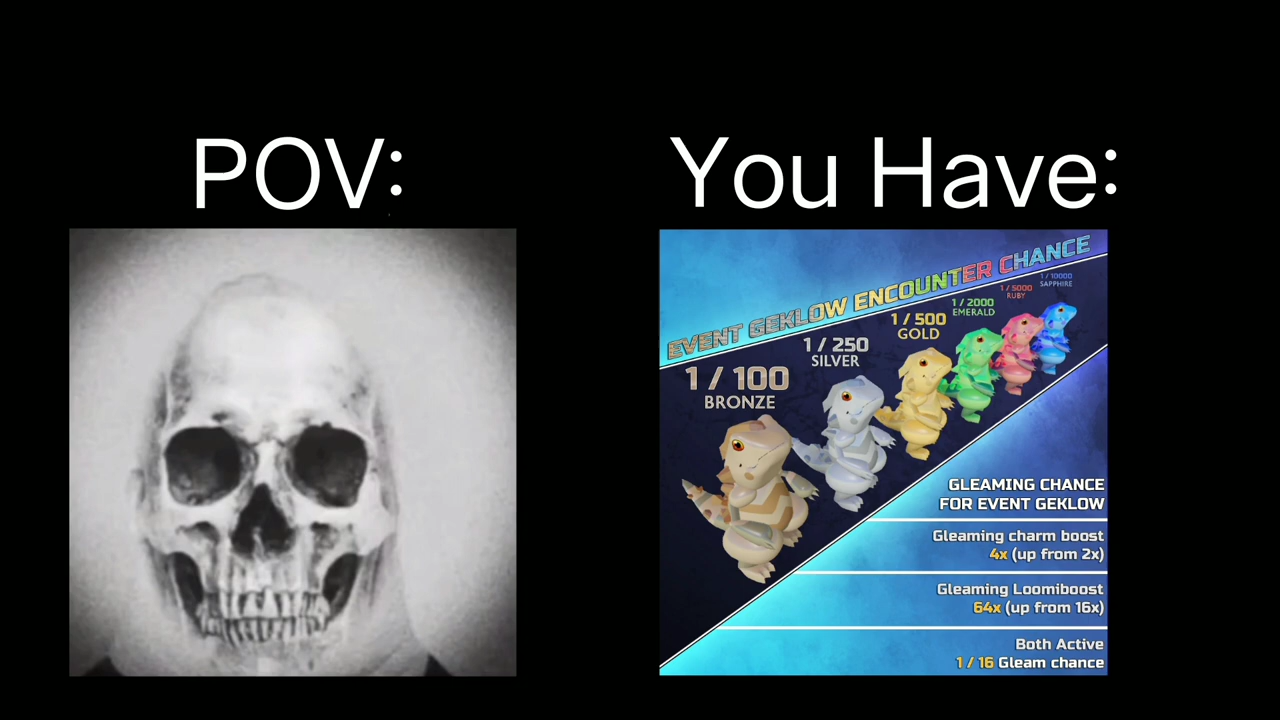 POV:
You Have:
EVENT GEKLOW ENCOUNTER CHANCE
1 / 100
BRONZE
1 / 250
SILVER
1 / 500
GOLD
1 / 2000
EMERALD
1 / 5000
RUBY
1 / 10000
SAPPHIRE
GLEAMING CHANCE
FOR EVENT GEKLOW
Gleaming charm boost
4x (up from 2x)
Gleaming Loomiboost
64x (up from 16x)
Both Active
1 / 16 Gleam chance